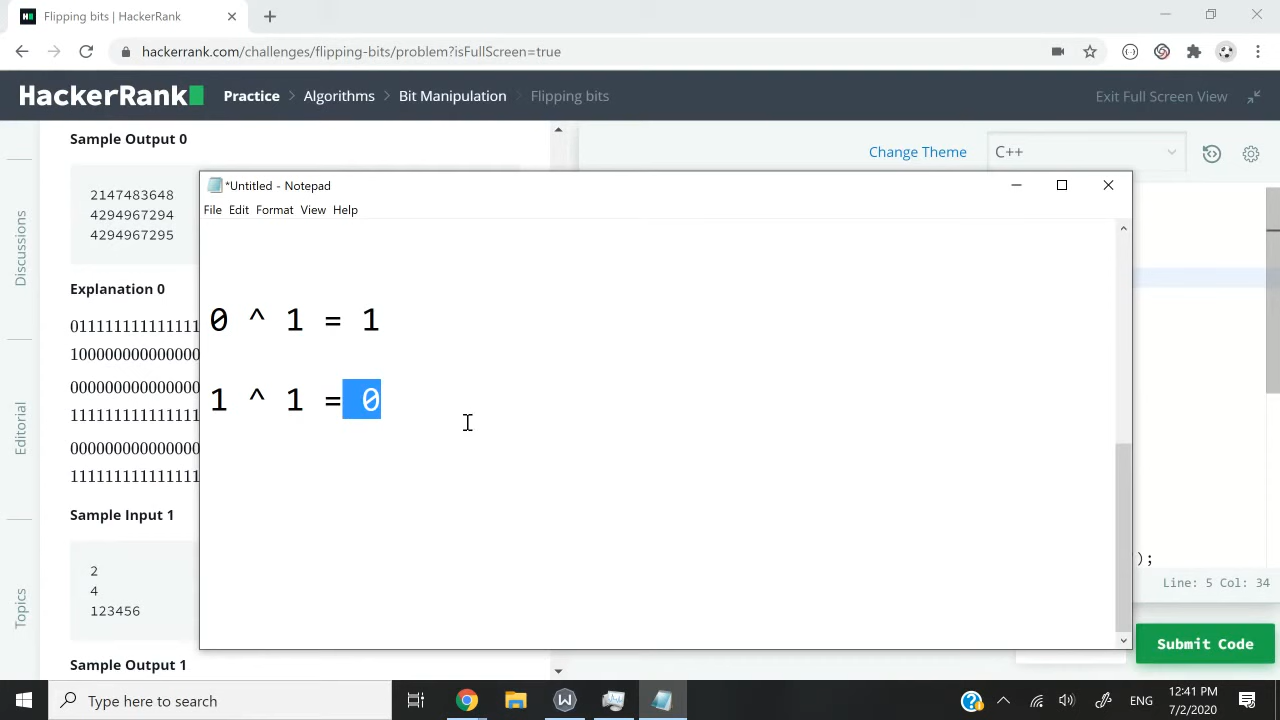 Flipping bits | HackerRank
hackerrank.com/challenges/flipping-bits/problem?isFullScreen=true
HackerRank
Practice > Algorithms > Bit Manipulation > Flipping bits
Exit Full Screen View
Sample Output 0
Change Theme
C++
2147483648
4294967294
4294967295
Discussions
Editorial
Topics
Explanation 0
Sample Input 1
2
4
123456
Sample Output 1
*Untitled - Notepad
File Edit Format View Help
0 ^ 1 = 1
1 ^ 1 = 0
);
Line: 5 Col: 34
Submit Code
Type here to search
ENG
12:41 PM
7/2/2020